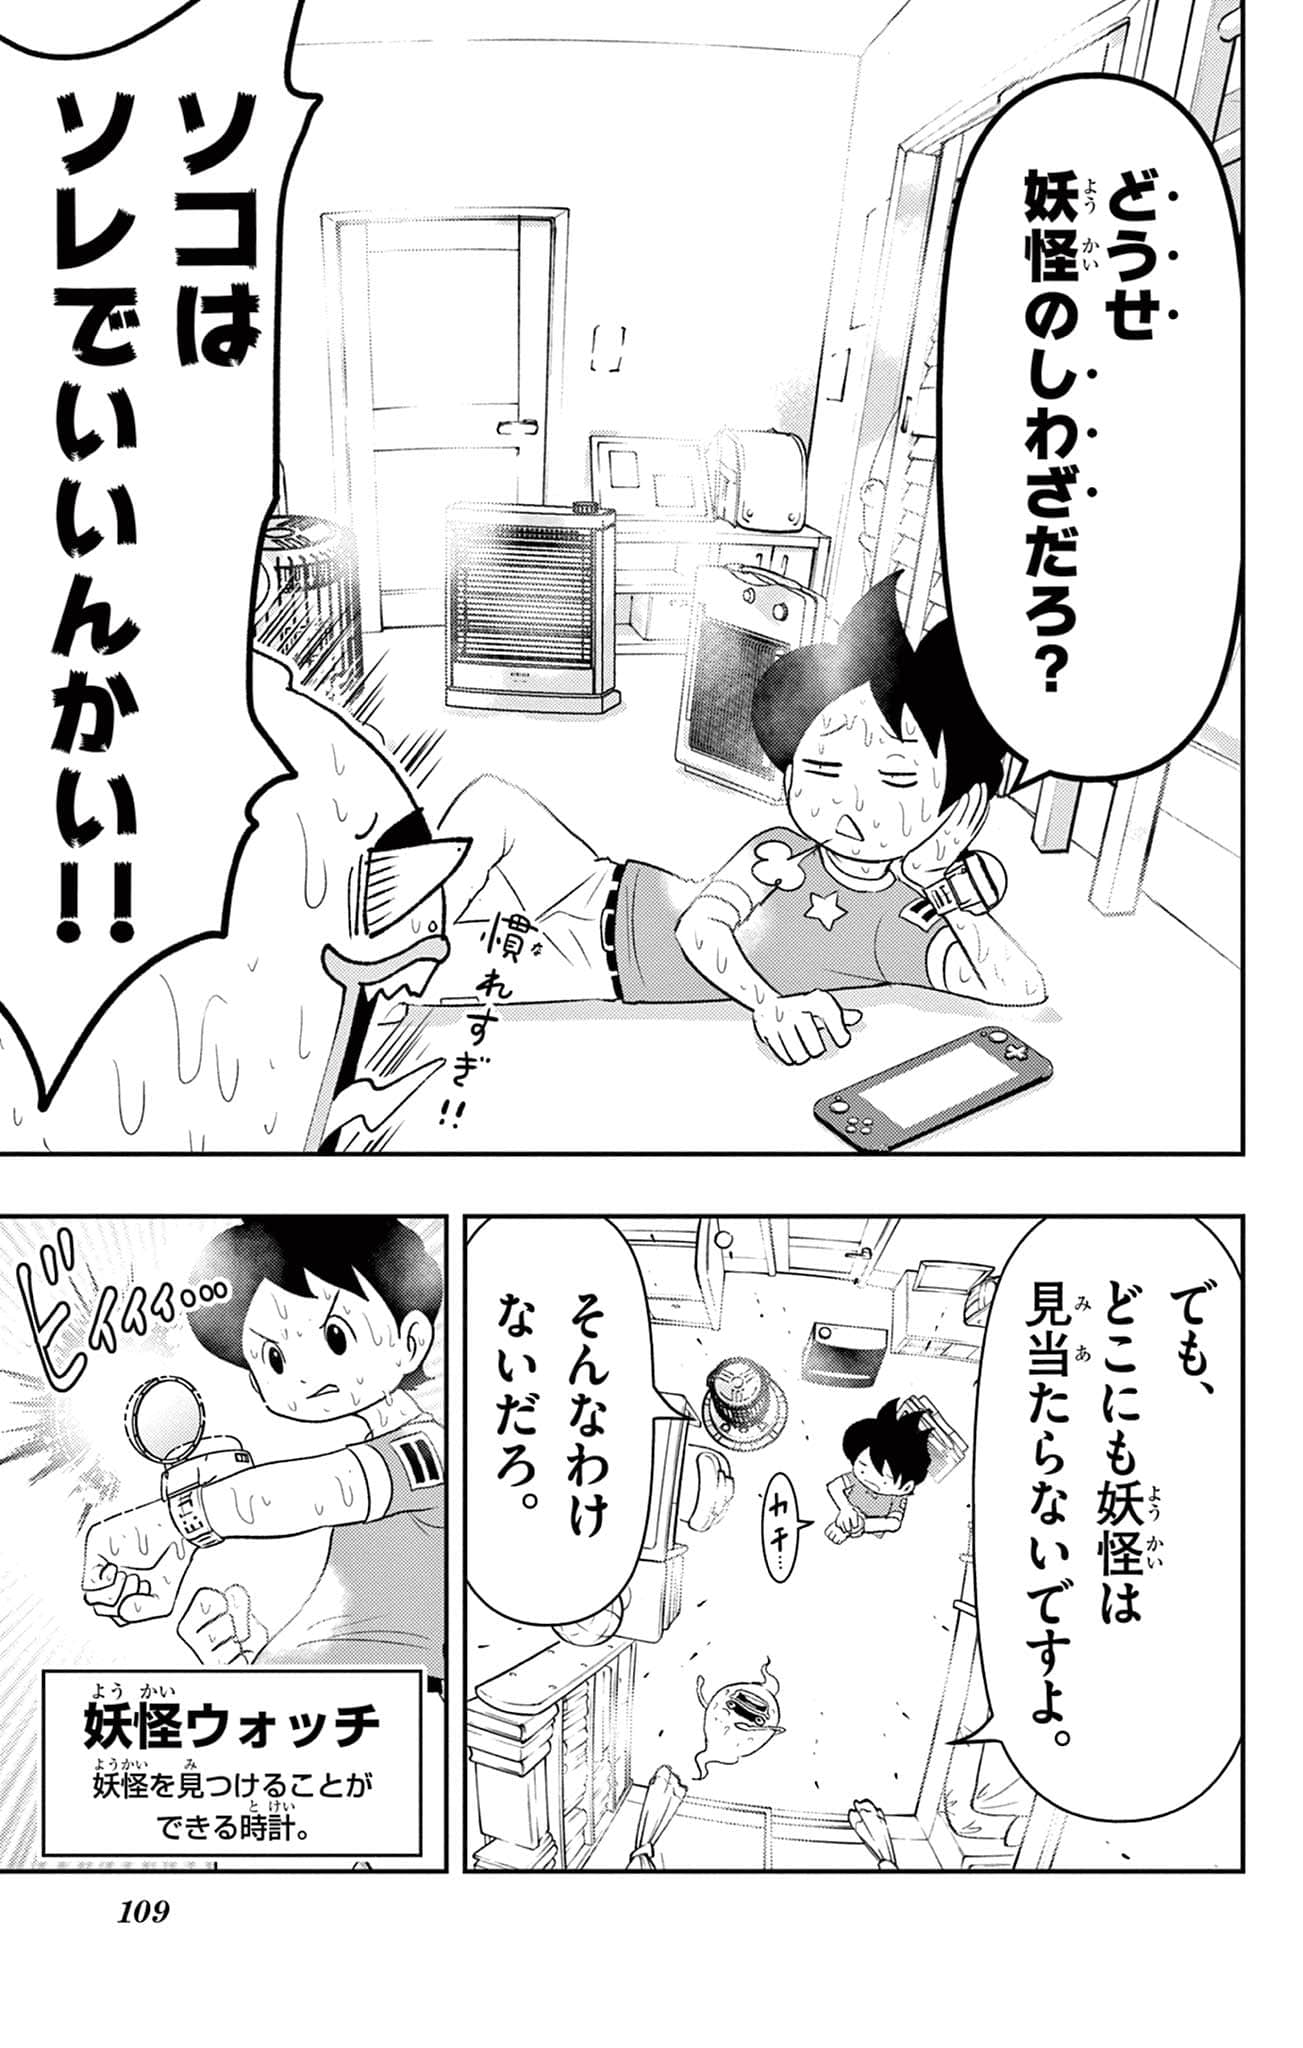 どうせ
妖怪のしわざだろ?
ソコは
ソレでいいんかい!!
慣れすぎ!!
でも、
どこにも妖怪は
見当たらないですよ。
カチ…
そんなわけ
ないだろ。
ビィィィ…
妖怪ウォッチ
妖怪を見つけることが
できる時計。
109